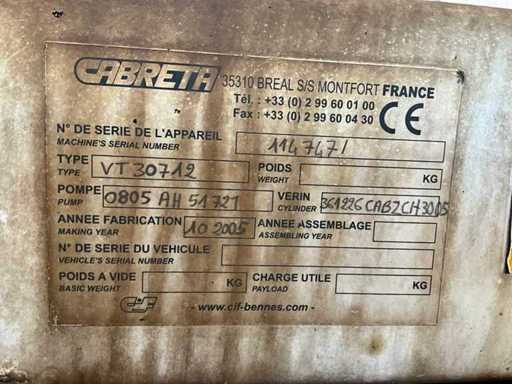 CABRETA
35310 BREAL S/S MONTFORT FRANCE
Tél. : +33 (0) 2 99 60 01 00
Fax : +33 (0) 2 99 60 04 30
CE
N° DE SERIE DE L'APPAREIL 1147471
MACHINE'S SERIAL NUMBER
TYPE VT 30712 POIDS KG
TYPE WEIGHT
POMPE 0805 AH 51721 VERIN
PUMP CYLINDER
ANNEE FABRICATION 10 2005 ANNEE ASSEMBLAGE
MAKING YEAR ASSEMBLING YEAR
N° DE SERIE DU VEHICULE
VEHICLE'S SERIAL NUMBER
POIDS A VIDE KG CHARGE UTILE KG
BASIC WEIGHT PAYLOAD
- www.cif-bennes.com -